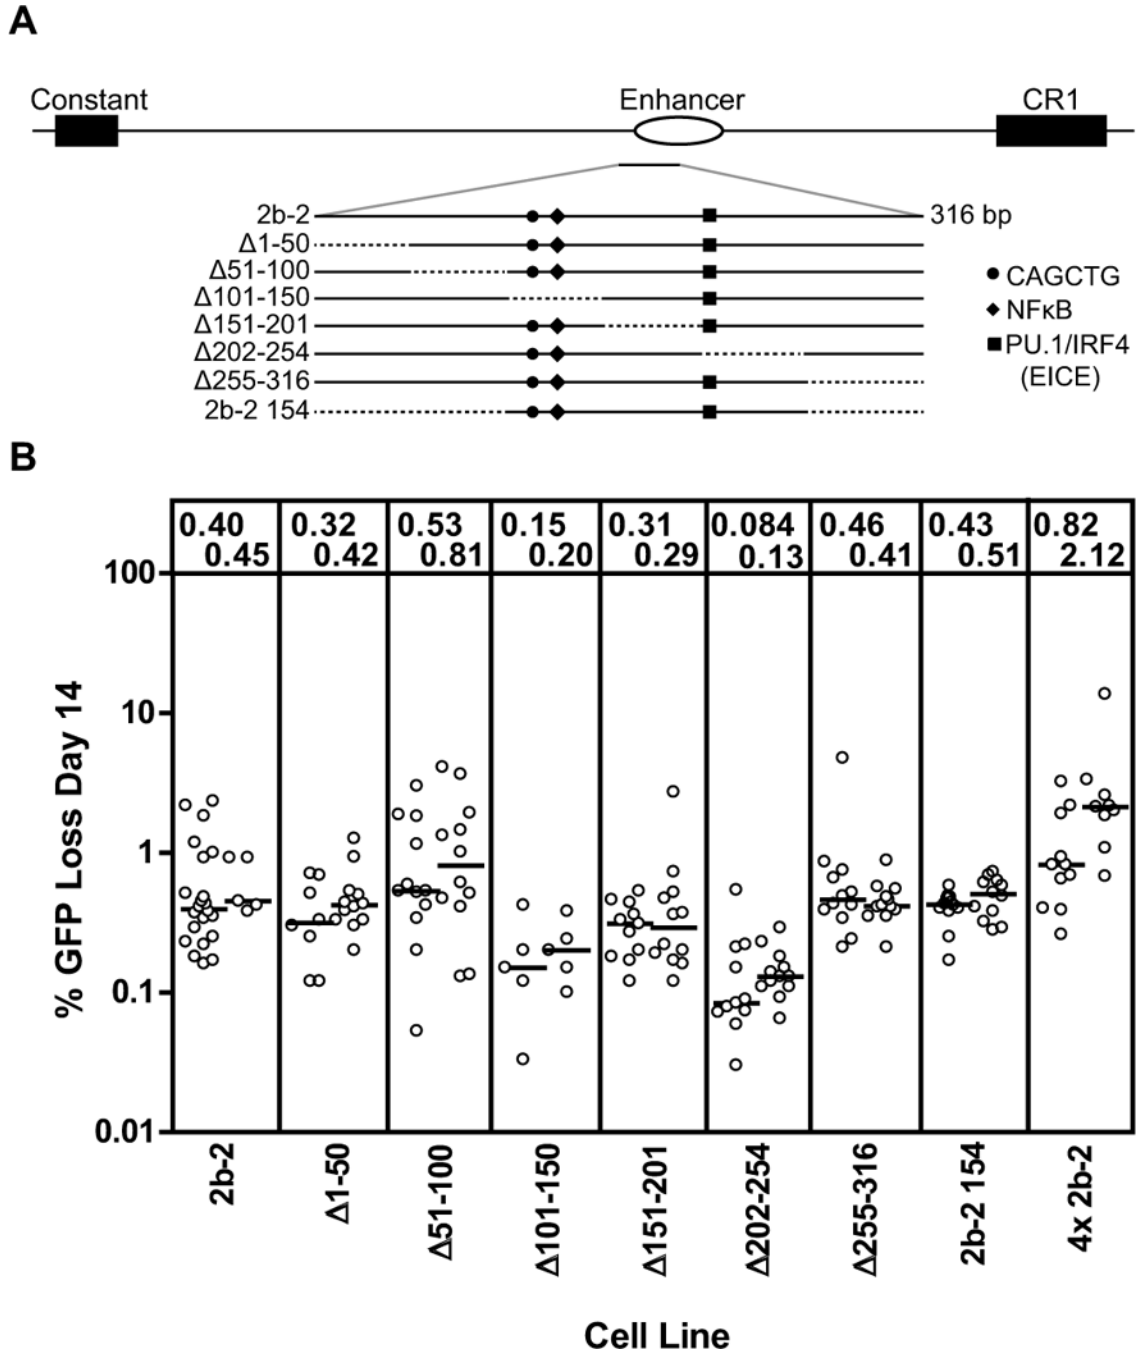 A
Constant
Enhancer
CR1
2b-2
316 bp
Δ1-50
Δ51-100
Δ101-150
Δ151-201
Δ202-254
Δ255-316
2b-2 154
CAGCTG
NFκB
PU.1/IRF4
(EICE)
B
0.40 0.32 0.53 0.15 0.31 0.084 0.46 0.43 0.82
0.45 0.42 0.81 0.20 0.29 0.13 0.41 0.51 2.12
100
10
1
0.1
0.01
% GFP Loss Day 14
2b-2
Δ1-50
Δ51-100
Δ101-150
Δ151-201
Δ202-254
Δ255-316
2b-2 154
4x 2b-2
Cell Line